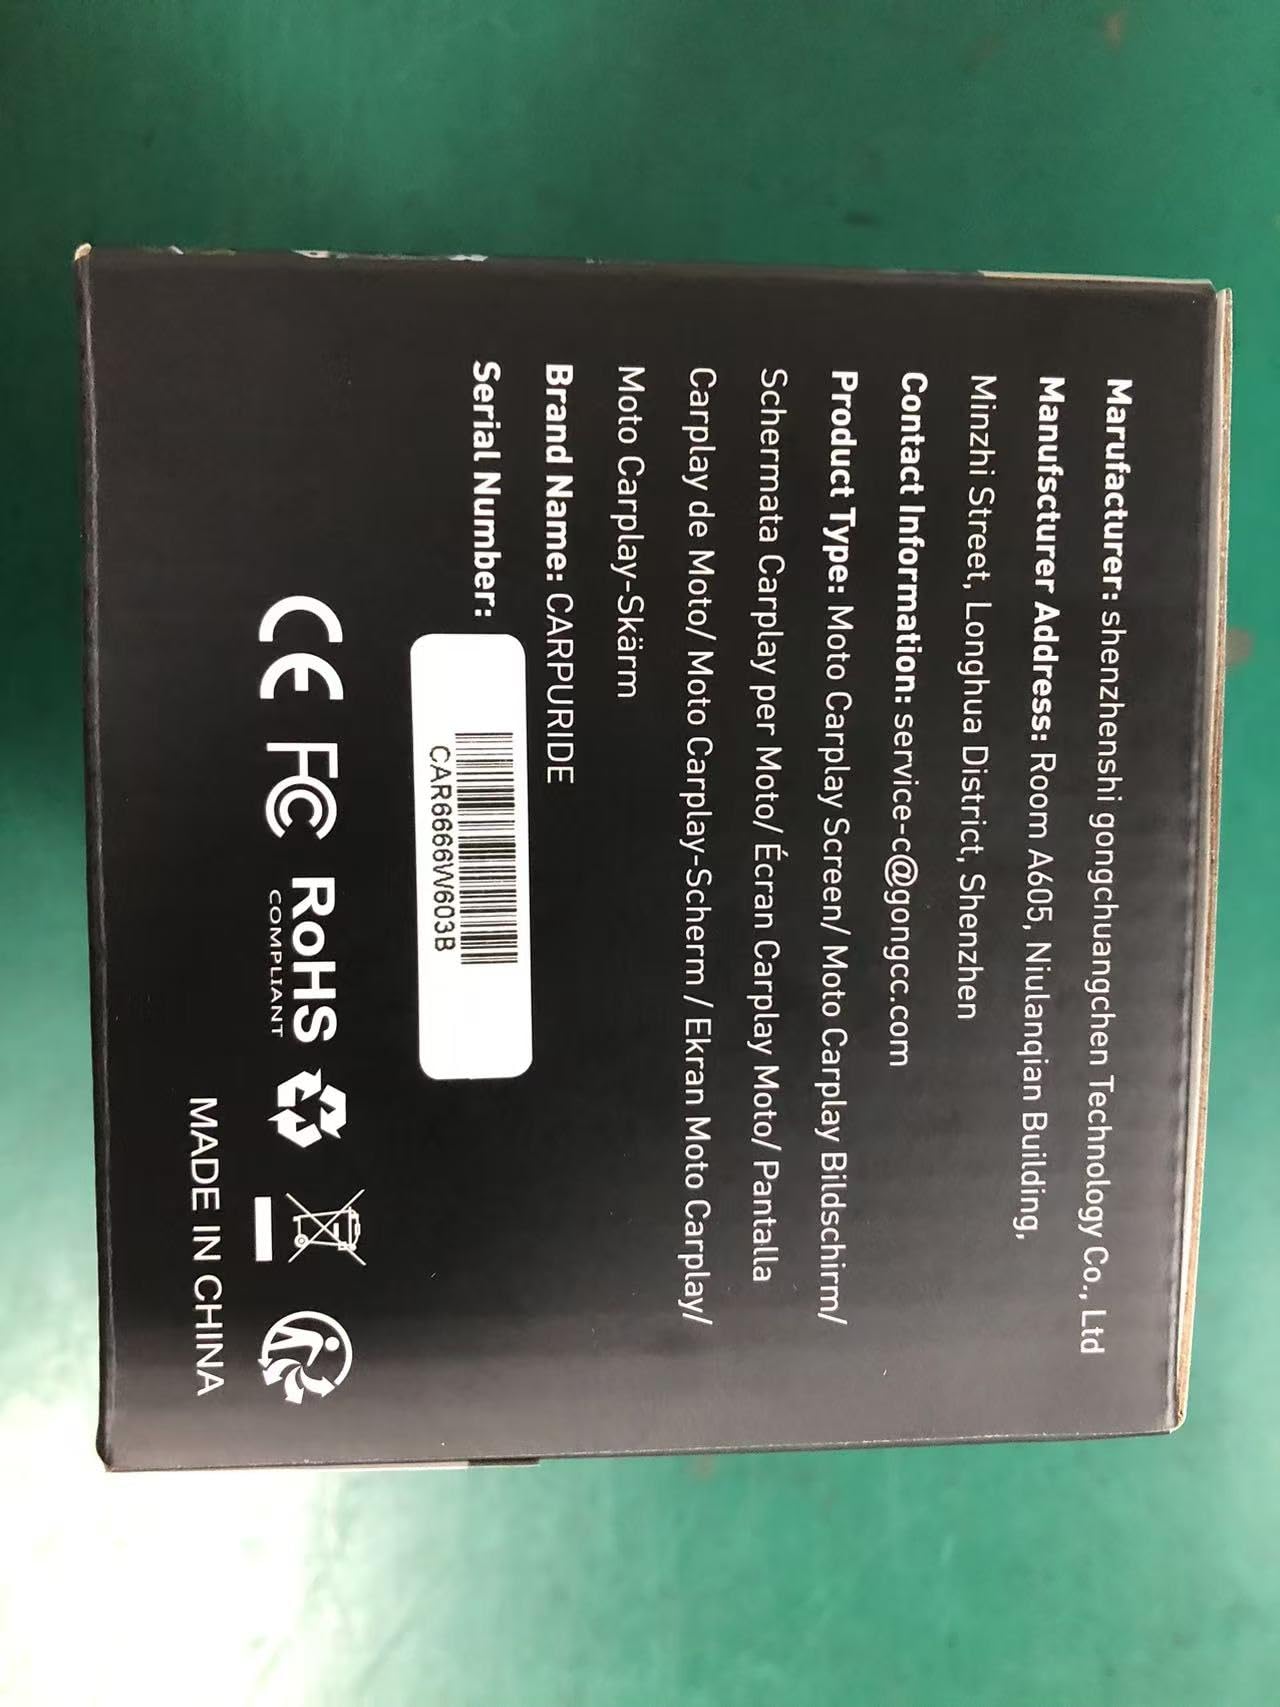 Marufacturer: shenzhenshi gongchuangchen Technology Co., Ltd
Manufscturer Address: Room A605, Niulanqian Building,
Minzhi Street, Longhua District, Shenzhen
Contact Information: service-c@gongcc.com
Product Type: Moto Carplay Screen/ Moto Carplay Bildschirm/
Schermata Carplay per Moto/ Écran Carplay Moto/ Pantalla
Carplay de Moto/ Moto Carplay-Scherm / Ekran Moto Carplay/
Moto Carplay-Skärm
Brand Name: CARPURIDE
Serial Number:
CAR6666W603B
CE FC RoHS
COMPLIANT
MADE IN CHINA